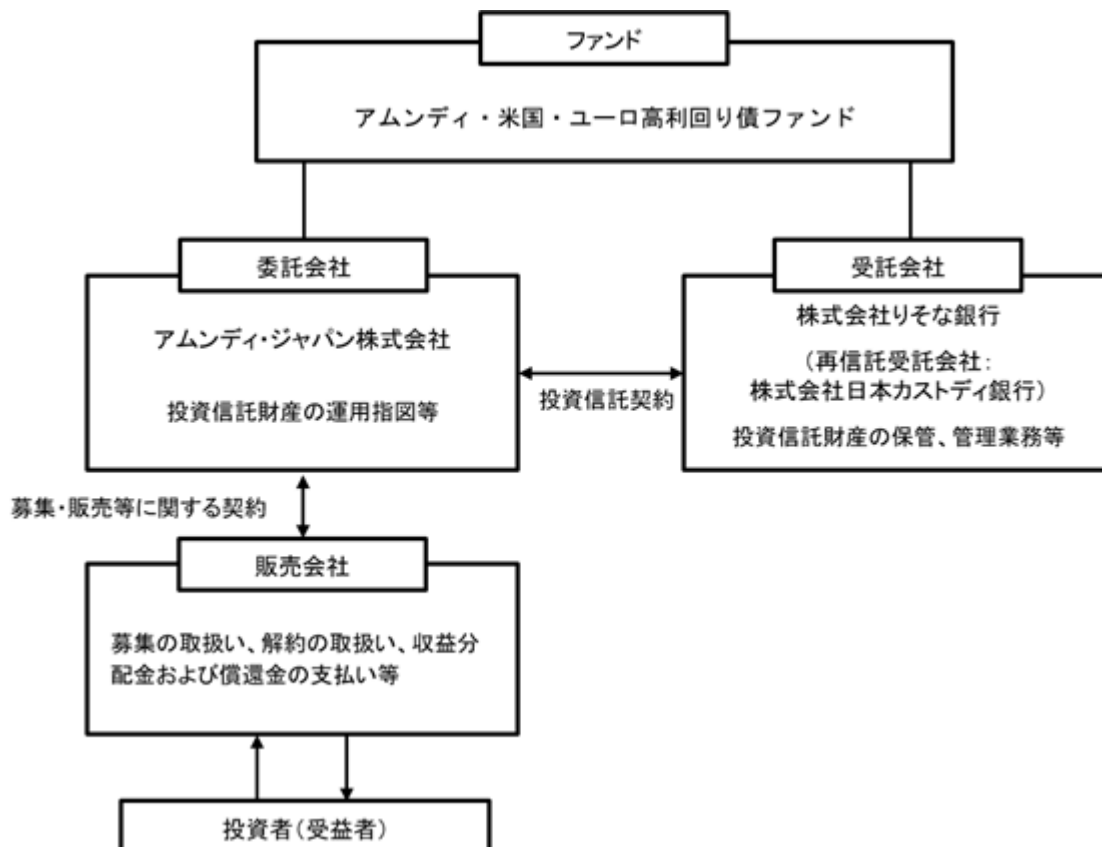 ファンド
アムンディ・米国・ユーロ高利回り債ファンド
委託会社
アムンディ・ジャパン株式会社
投資信託財産の運用指図等
投資信託契約
受託会社
株式会社りそな銀行
（再信託受託会社：
株式会社日本カストディ銀行）
投資信託財産の保管、管理業務等
募集・販売等に関する契約
販売会社
募集の取扱い、解約の取扱い、収益分
配金および償還金の支払い等
投資者（受益者）